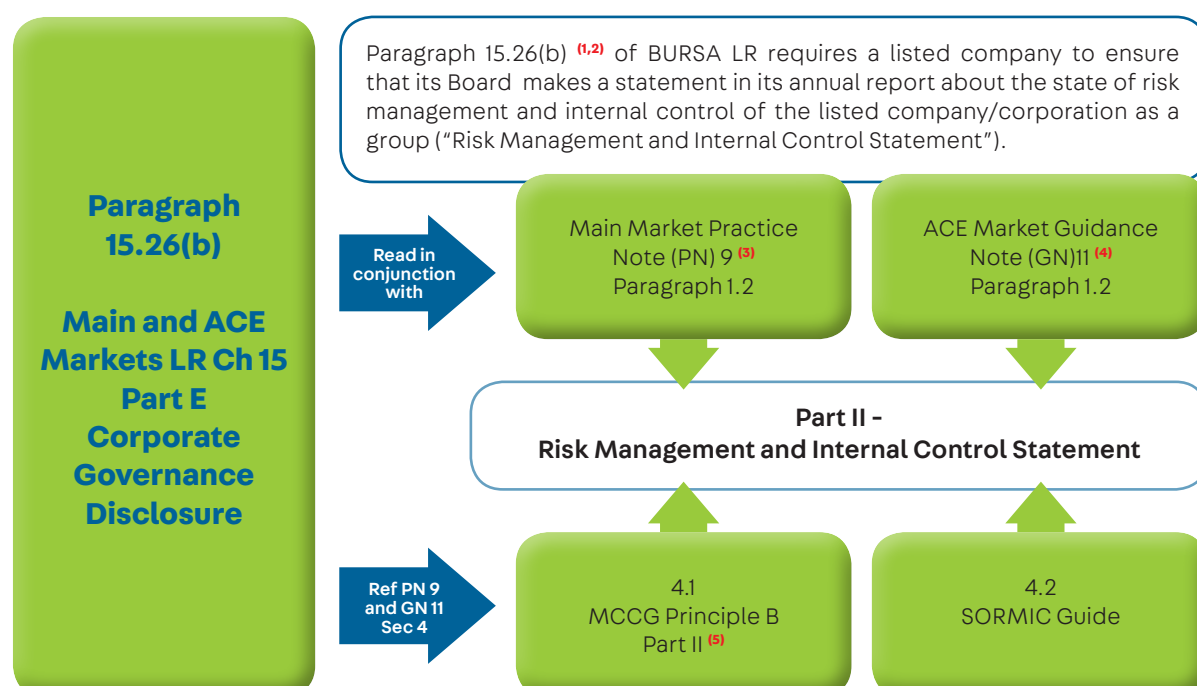 Paragraph
15.26(b)
Main and ACE
Markets LR Ch 15
Part E
Corporate
Governance
Disclosure
Paragraph 15.26(b) (1,2) of BURSA LR requires a listed company to ensure
that its Board makes a statement in its annual report about the state of risk
management and internal control of the listed company/corporation as a
group (“Risk Management and Internal Control Statement”).
Read in
conjunction
with
Main Market Practice
Note (PN) 9 (3)
Paragraph 1.2
ACE Market Guidance
Note (GN)11 (4)
Paragraph 1.2
Part II -
Risk Management and Internal Control Statement
Ref PN 9
and GN 11
Sec 4
4.1
MCCG Principle B
Part II (5)
4.2
SORMIC Guide